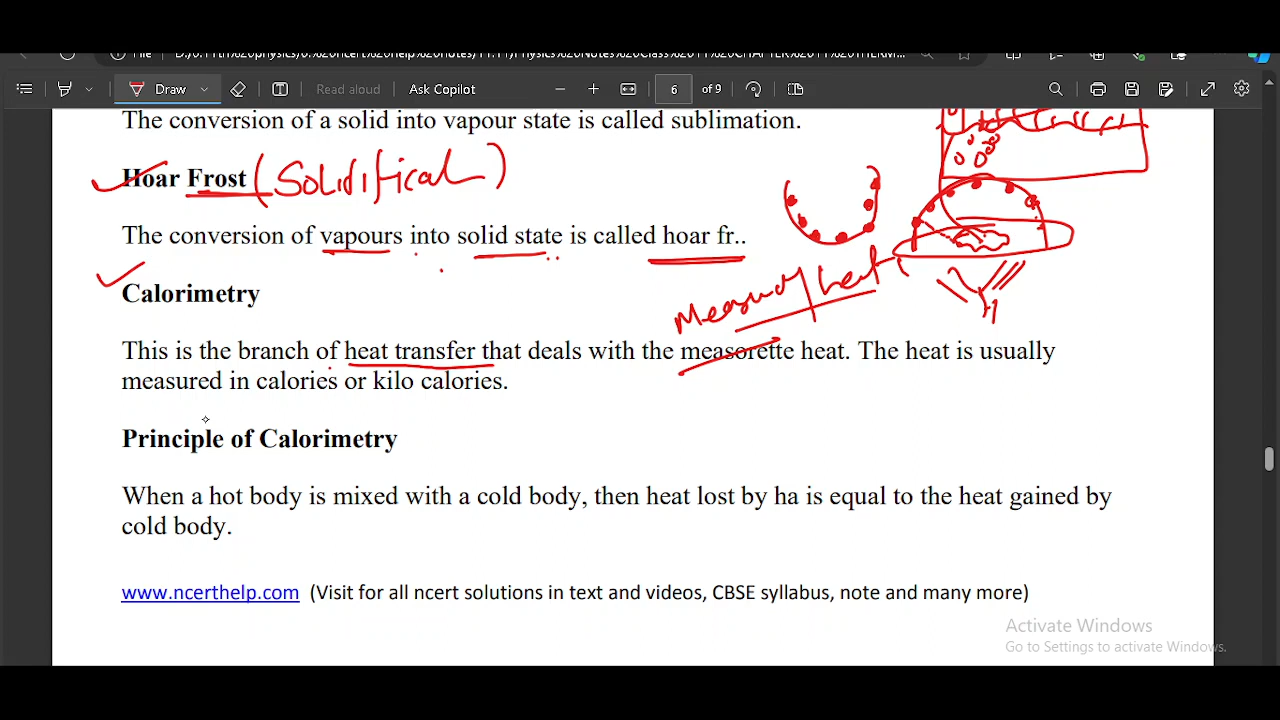 Draw
Read aloud
Ask Copilot
6
of 9
The conversion of a solid into vapour state is called sublimation.
Hoar Frost (Solidifical)
The conversion of vapours into solid state is called hoar fr..
Calorimetry
This is the branch of heat transfer that deals with the measorette heat. The heat is usually
measured in calories or kilo calories.
Principle of Calorimetry
When a hot body is mixed with a cold body, then heat lost by ha is equal to the heat gained by
cold body.
www.ncerthelp.com (Visit for all ncert solutions in text and videos, CBSE syllabus, note and many more)
Activate Windows
Go to Settings to activate Windows.